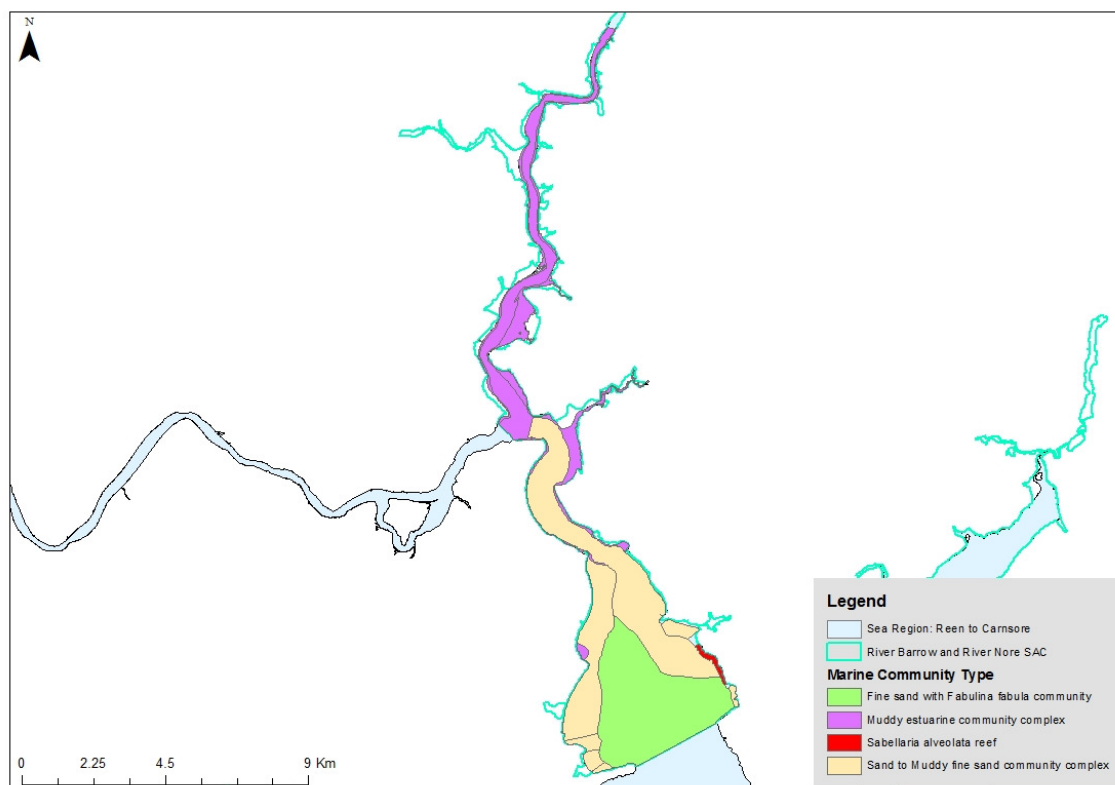 N
0 2.25 4.5 9 Km
Legend
Sea Region: Reen to Carnsore
River Barrow and River Nore SAC
Marine Community Type
Fine sand with Fabulina fabula community
Muddy estuarine community complex
Sabellaria alveolata reef
Sand to Muddy fine sand community complex